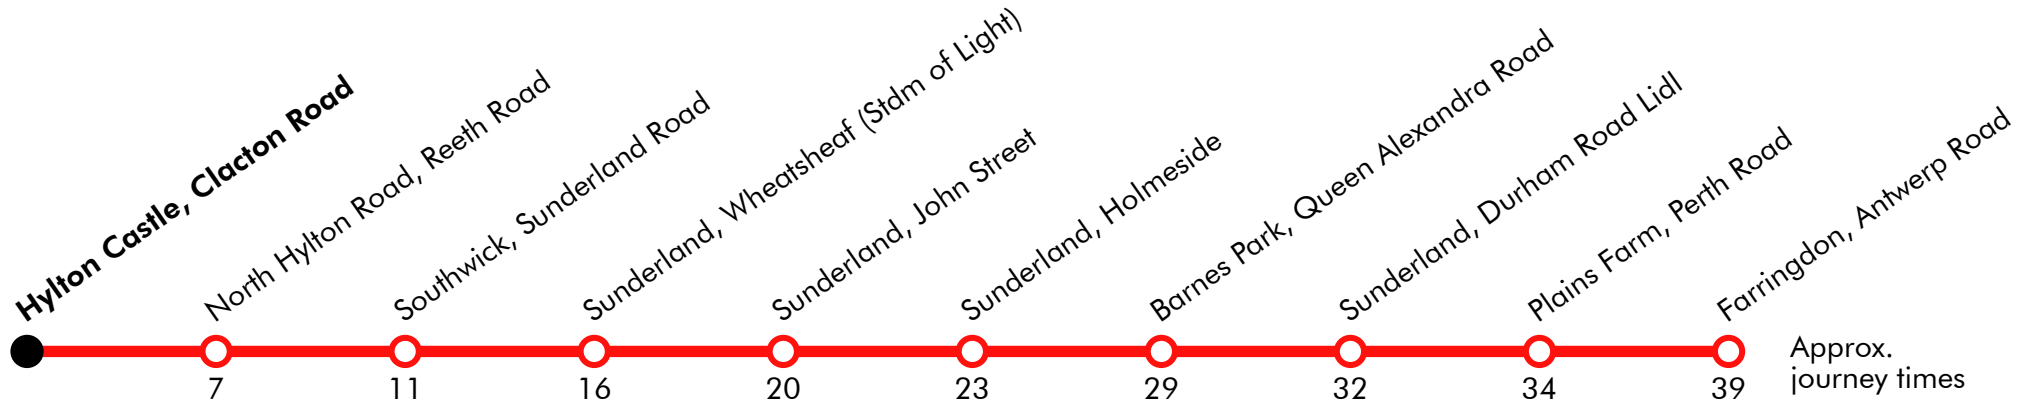 Hylton Castle, Clacton Road
North Hylton Road, Reeth Road
Southwick, Sunderland Road
Sunderland, Wheatsheaf (Stdm of Light)
Sunderland, John Street
Sunderland, Holmeside
Barnes Park, Queen Alexandra Road
Sunderland, Durham Road Lidl
Plains Farm, Perth Road
Farringdon, Antwerp Road
7 11 16 20 23 29 32 34 39
Approx.
journey times